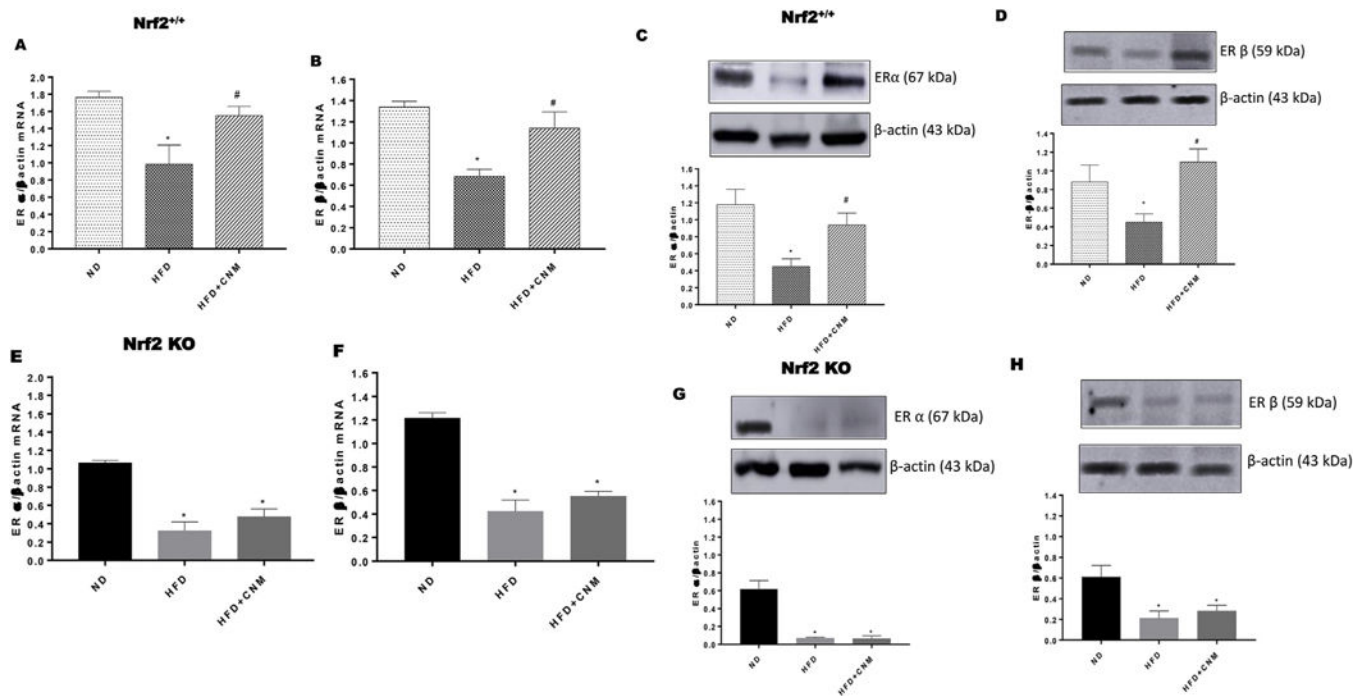 Nrf2+/+
A
1.8
1.6
1.4
1.2
1.0
0.8
0.6
0.4
0.2
0.0
2.0
ER α/βactin mRNA
ND
HFD
HFD+CNM
*
#
B
1.6
1.4
1.2
1.0
0.8
0.6
0.4
0.2
0.0
ER β/βactin mRNA
ND
HFD
HFD+CNM
*
#
Nrf2+/+
C
ERα (67 kDa)
β-actin (43 kDa)
1.6
1.4
1.2
1.0
0.8
0.6
0.4
0.2
0.0
ER α/βactin
ND
HFD
HFD+CNM
*
#
D
ER β (59 kDa)
β-actin (43 kDa)
1.4
1.2
1.0
0.8
0.6
0.4
0.2
0.0
ER-β/βactin
ND
HFD
HFD+CNM
*
#
Nrf2 KO
E
2.0
1.8
1.6
1.4
1.2
1.0
0.8
0.6
0.4
0.2
0.0
ER α/βactin mRNA
ND
HFD
HFD+CNM
*
*
F
1.6
1.4
1.2
1.0
0.8
0.6
0.4
0.2
0.0
ER β/βactin mRNA
ND
HFD
HFD+CNM
*
*
Nrf2 KO
G
ER α (67 kDa)
β-actin (43 kDa)
1.6
1.4
1.2
1.0
0.8
0.6
0.4
0.2
0.0
ER α/βactin
ND
HFD
HFD+CNM
*
*
H
ER β (59 kDa)
β-actin (43 kDa)
1.4
1.2
1.0
0.8
0.6
0.4
0.2
0.0
ER β/βactin
ND
HFD
HFD+CNM
*
*